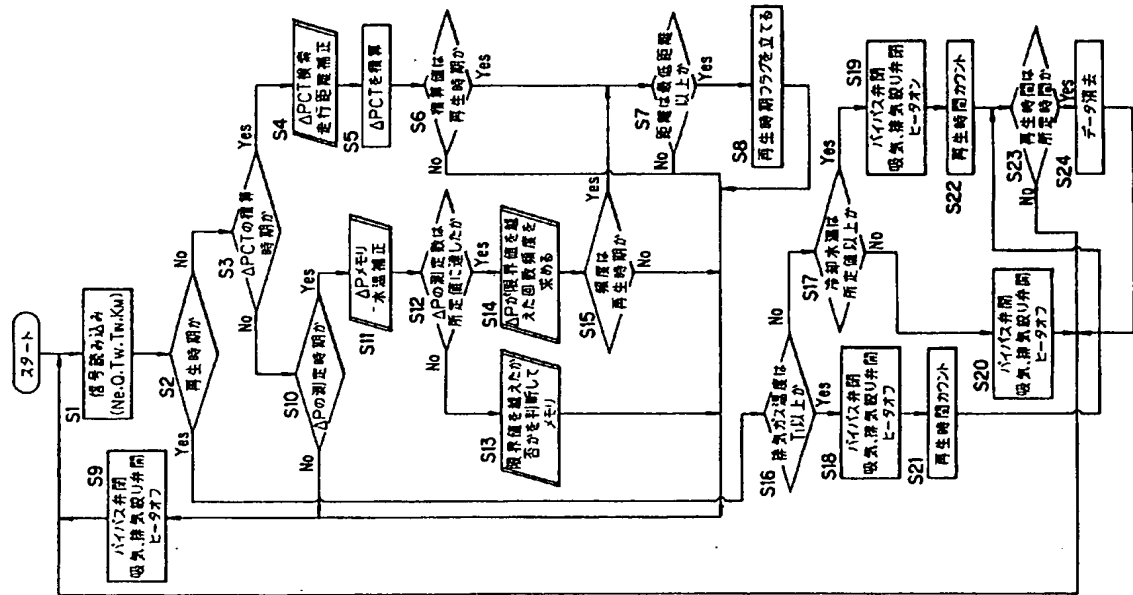 スタート
S1
信号読み込み
(Ne.Q.Tw.TN.KM)
S2
再生時期か
Yes
No
S3
ΔPCTの積算
時期か
Yes
No
S4
ΔPCT検索
走行距離補正
S5
ΔPCTを積算
S6
積算値は
再生時期か
Yes
No
S7
距離は最低距離
以上か
Yes
No
S8
再生時期フラグを立てる
S9
バイパス弁閉
吸気、排気絞り弁開
ヒータオフ
S10
ΔPの測定時期か
Yes
No
S11
ΔPメモリ
-水温補正
S12
ΔPの測定数は
所定値に達したか
Yes
No
S13
限界値を越えたか
否かを判断して
メモリ
S14
ΔPが限界値を越
えた回数頻度を
求める
S15
頻度は
再生時期か
Yes
No
S16
排気ガス温度は
T1以上か
Yes
No
S17
冷却水温は
所定値以上か
Yes
No
S18
バイパス弁閉
吸気、排気絞り弁開
ヒータオフ
S19
バイパス弁開
吸気、排気絞り弁閉
ヒータオン
S20
バイパス弁閉
吸気、排気絞り弁開
ヒータオフ
S21
再生時間カウント
S22
再生時間カウント
S23
再生時間は
所定時間か
Yes
No
S24
データ消去